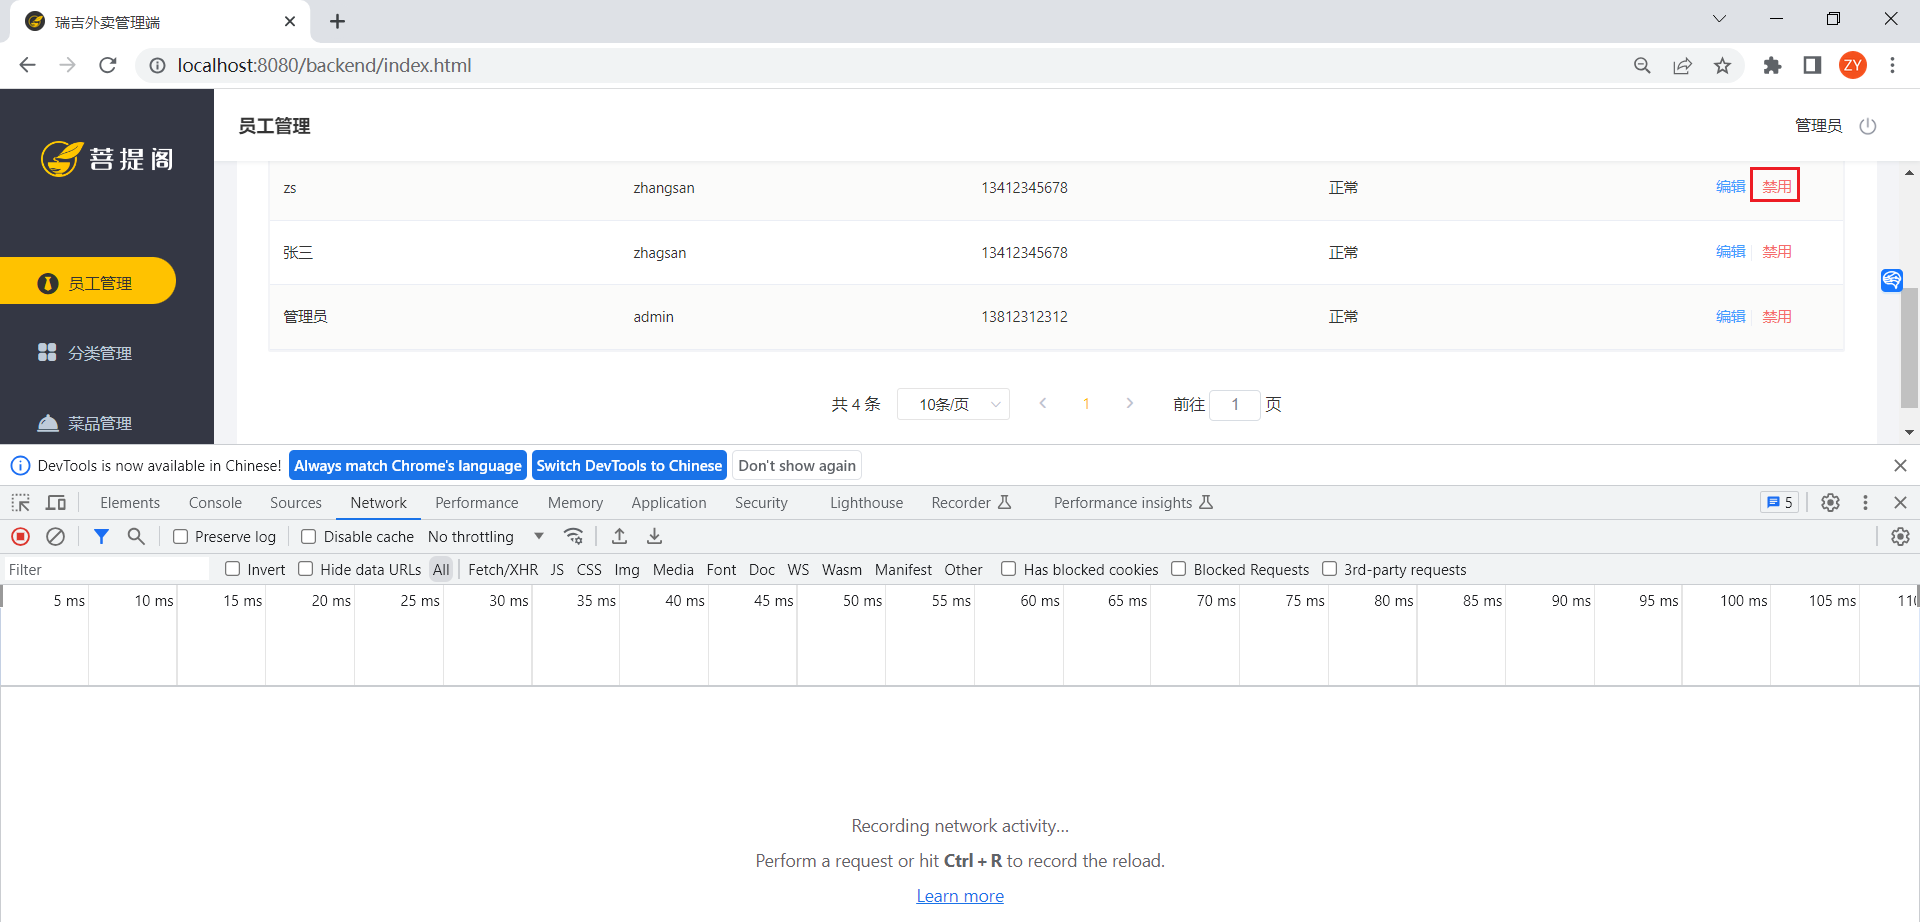 瑞吉外卖管理端
localhost:8080/backend/index.html
ZY
菩提阁
员工管理
管理员
zs zhangsan 13412345678 正常 编辑 禁用
张三 zhagsan 13412345678 正常 编辑 禁用
管理员 admin 13812312312 正常 编辑 禁用
员工管理
分类管理
菜品管理
共 4 条 10条/页 1 前往 1 页
DevTools is now available in Chinese! Always match Chrome's language Switch DevTools to Chinese Don't show again
Elements Console Sources Network Performance Memory Application Security Lighthouse Recorder Performance insights 5
Preserve log Disable cache No throttling
Filter Invert Hide data URLs All Fetch/XHR JS CSS Img Media Font Doc WS Wasm Manifest Other Has blocked cookies Blocked Requests 3rd-party requests
5 ms 10 ms 15 ms 20 ms 25 ms 30 ms 35 ms 40 ms 45 ms 50 ms 55 ms 60 ms 65 ms 70 ms 75 ms 80 ms 85 ms 90 ms 95 ms 100 ms 105 ms
Recording network activity...
Perform a request or hit Ctrl + R to record the reload.
Learn more